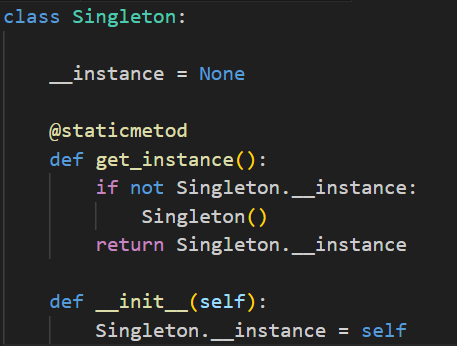 class Singleton:
    __instance = None
    @staticmetod
    def get_instance():
        if not Singleton.__instance:
            Singleton()
        return Singleton.__instance
    def __init__(self):
        Singleton.__instance = self